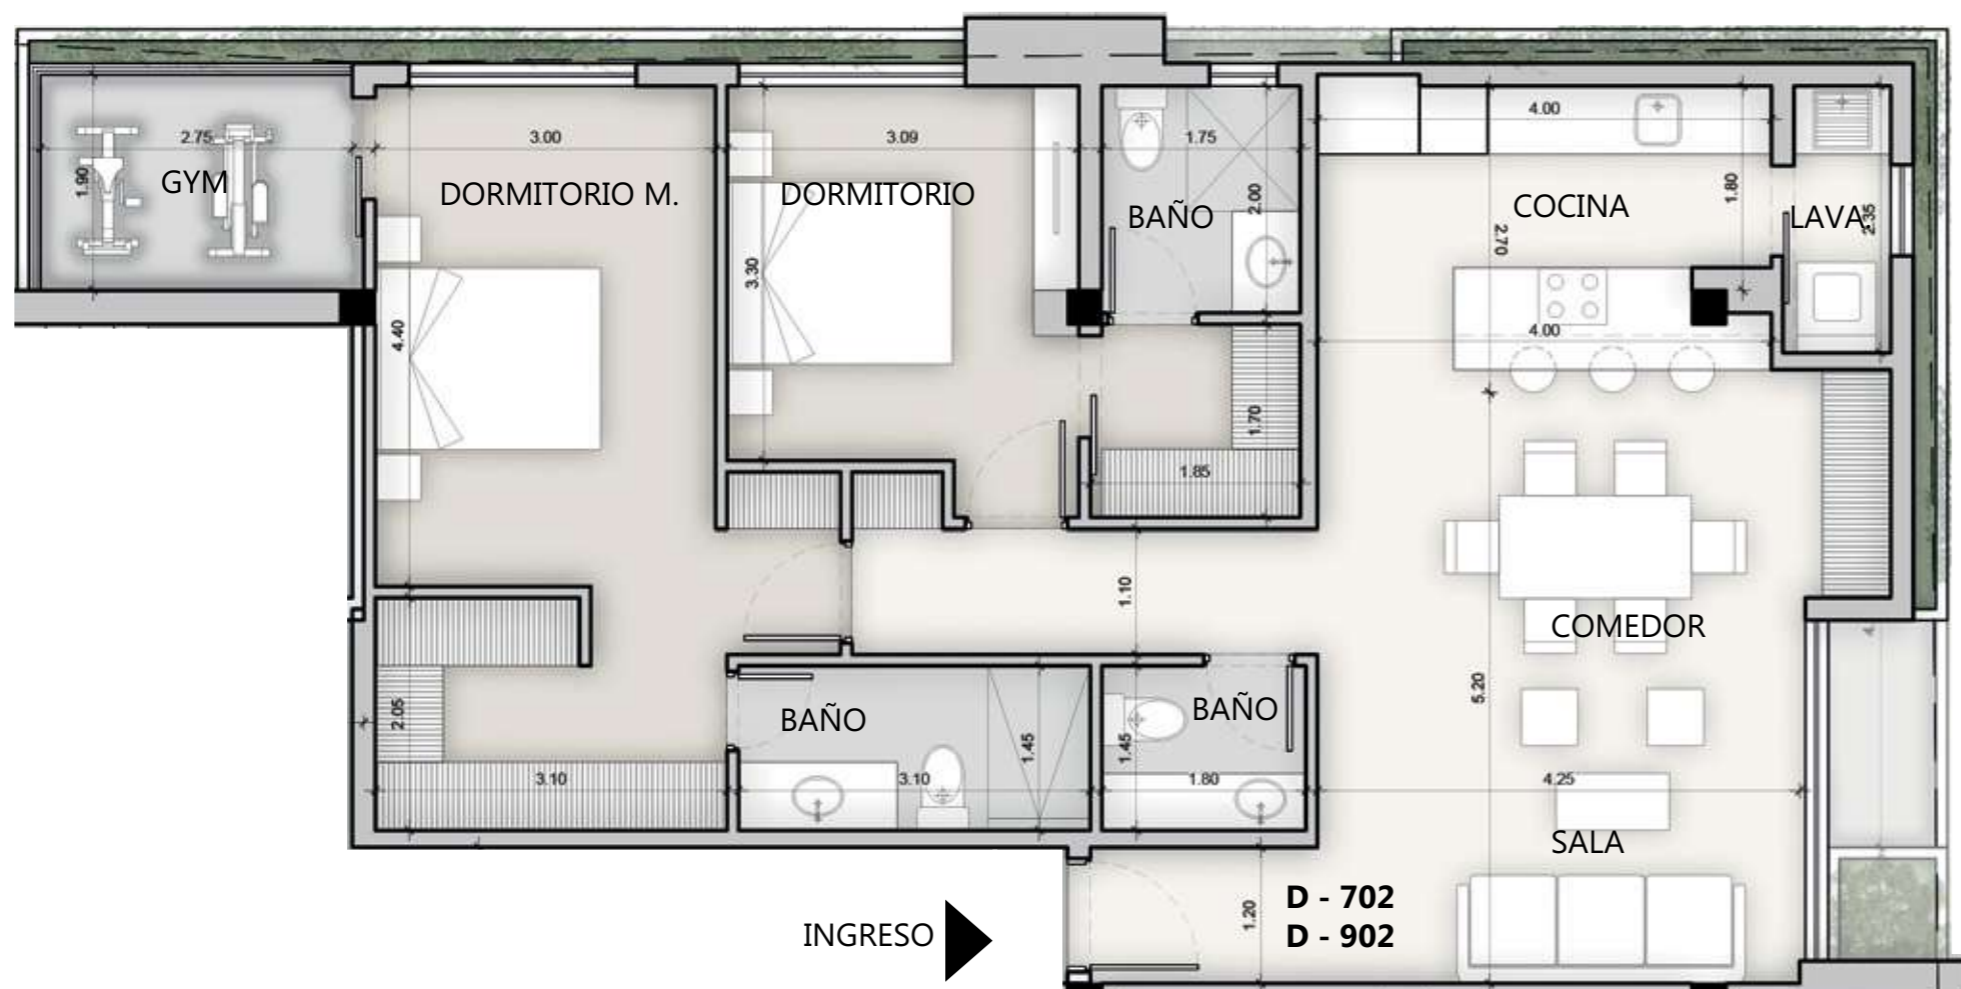 4.00
2.75
3.00
3.09
1.75
GYM
1.90
DORMITORIO M.
DORMITORIO
BAÑO
2.00
COCINA
1.80
LAVA
2.35
2.70
3.30
4.40
4.00
1.70
1.85
1.10
COMEDOR
5.20
2.05
BAÑO
1.45
BAÑO
1.45
3.10
3.10
1.80
4.25
SALA
INGRESO
1.20
D - 702
D - 902